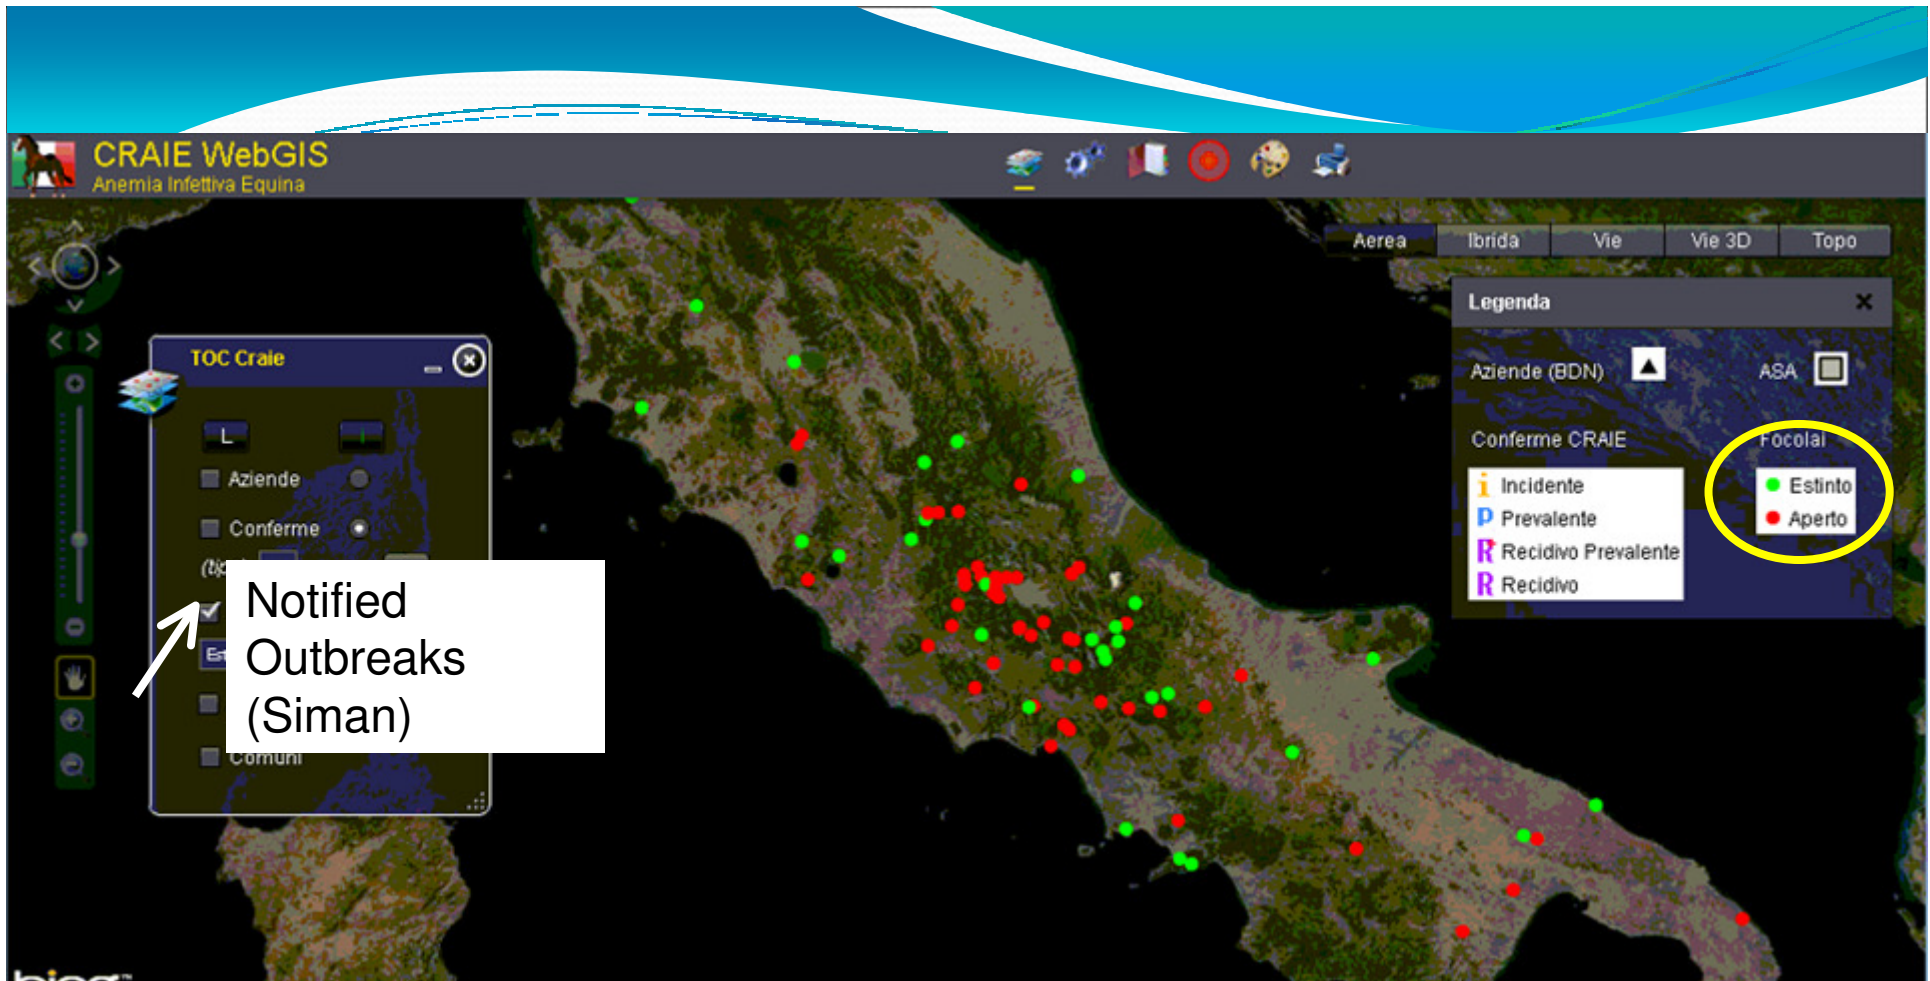 CRAIE WebGIS
Anemia Infettiva Equina
Aerea
Ibrida
Vie
Vie 3D
Topo
Legenda
Aziende (BDN)
ASA
Conferme CRAIE
Focolai
i Incidente
P Prevalente
R Recidivo Prevalente
R Recidivo
Estinto
Aperto
TOC Craie
L
i
Aziende
Conferme
Notified
Outbreaks
(Siman)
Comuni